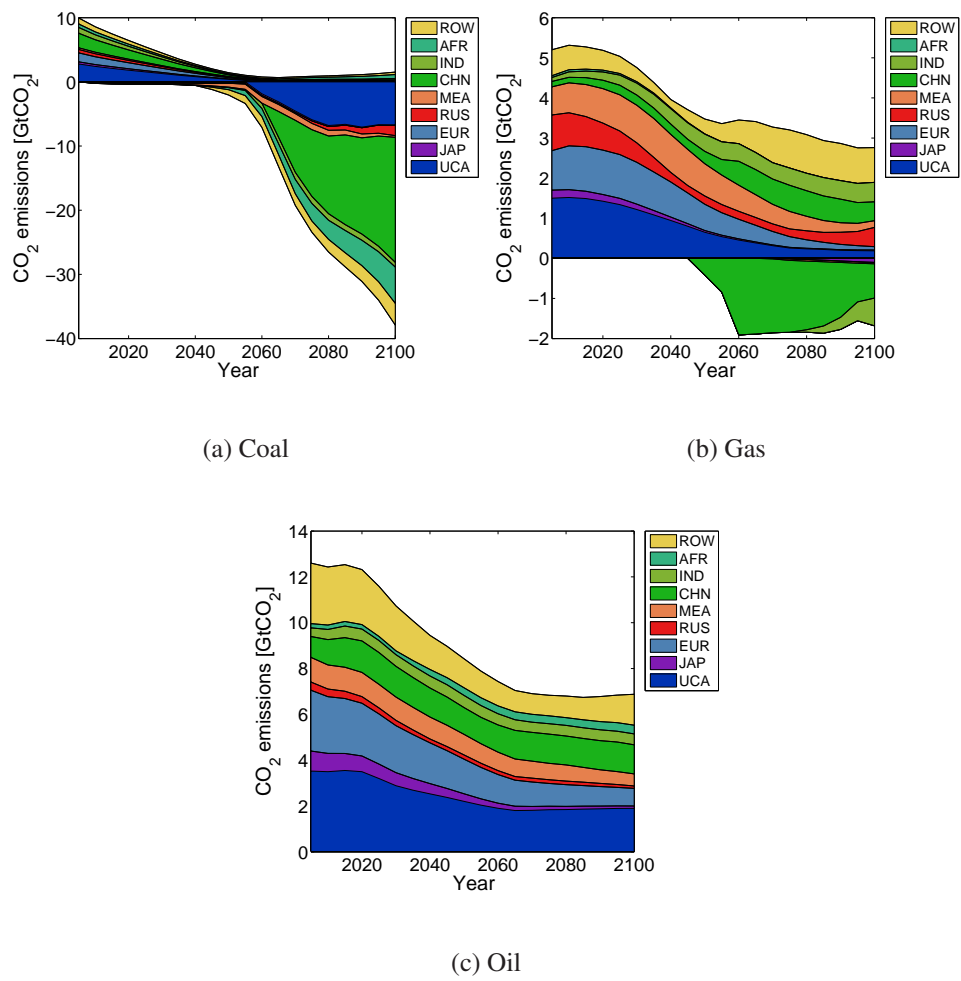 10
0
−10
−20
−30
−40
CO2 emissions [GtCO2]
2020 2040 2060 2080 2100
Year
ROW
AFR
IND
CHN
MEA
RUS
EUR
JAP
UCA
(a) Coal
6
5
4
3
2
1
0
−1
−2
CO2 emissions [GtCO2]
2020 2040 2060 2080 2100
Year
ROW
AFR
IND
CHN
MEA
RUS
EUR
JAP
UCA
(b) Gas
14
12
10
8
6
4
2
0
CO2 emissions [GtCO2]
2020 2040 2060 2080 2100
Year
ROW
AFR
IND
CHN
MEA
RUS
EUR
JAP
UCA
(c) Oil